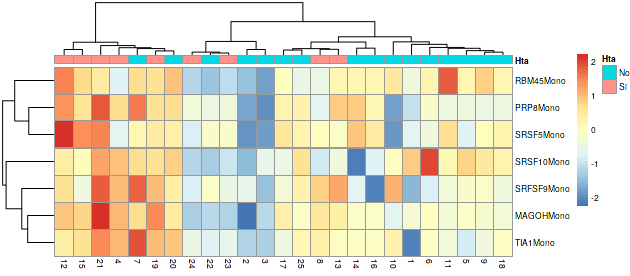 Hta
RBM45Mono
PRP8Mono
SRSF5Mono
SRSF10Mono
SRFSF9Mono
MAGOHMono
TIA1Mono
12 15 21 4 7 19 20 24 22 23 2 3 17 25 8 13 14 16 10 1 6 11 5 9 18
2
1
0
-1
-2
Hta
No
SI